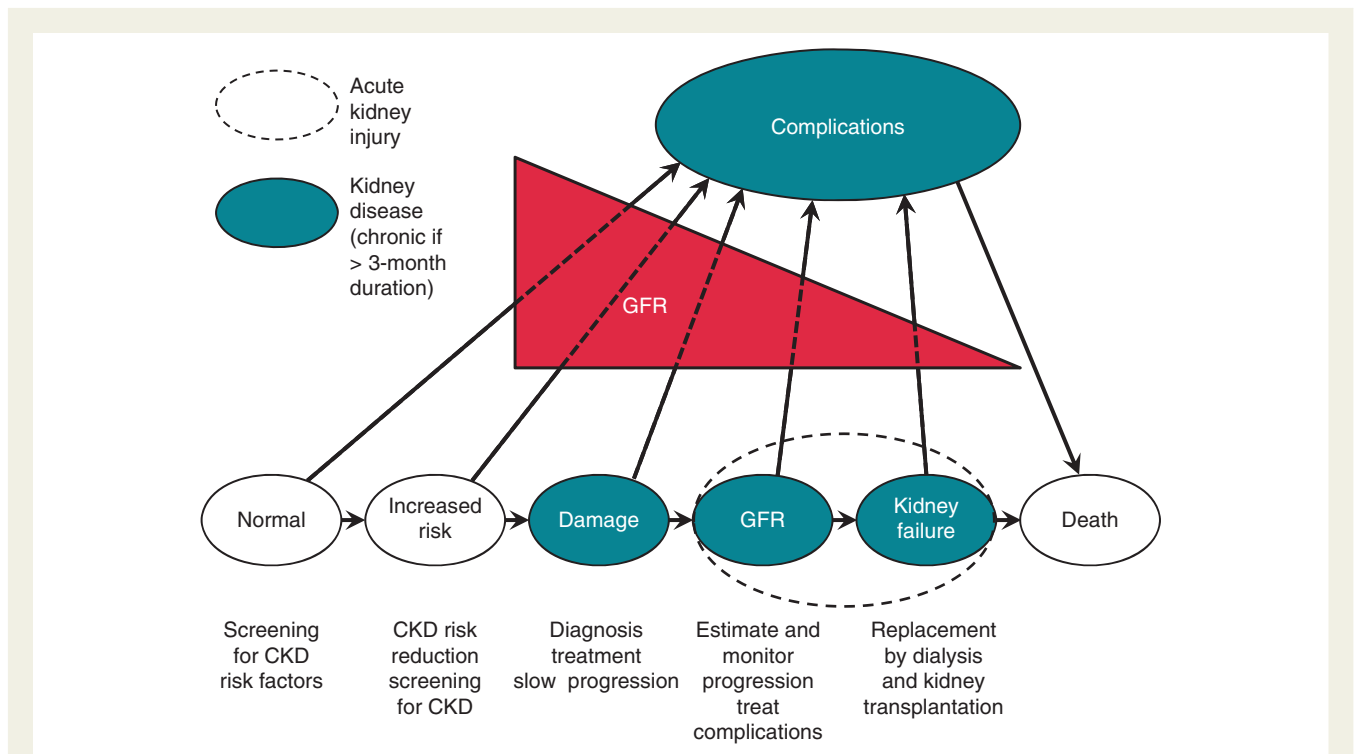 Acute
kidney
injury
Kidney
disease
(chronic if
> 3-month
duration)
Complications
GFR
Normal
Increased
risk
Damage
GFR
Kidney
failure
Death
Screening
for CKD
risk factors
CKD risk
reduction
screening
for CKD
Diagnosis
treatment
slow progression
Estimate and
monitor
progression
treat
complications
Replacement
by dialysis
and kidney
transplantation